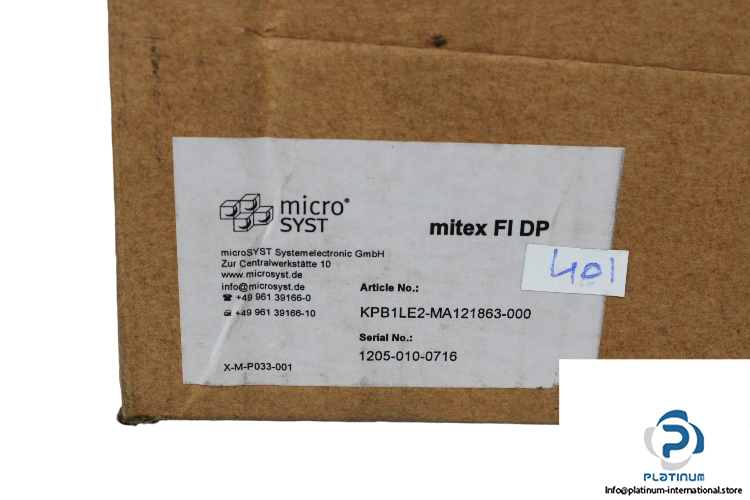 micro®
SYST
mitex FI DP
401
microSYST Systemelectronic GmbH
Zur Centralwerkstätte 10
www.microsyst.de
info@microsyst.de
☎ +49 961 39166-0
+49 961 39166-10
Article No.:
KPB1LE2-MA121863-000
Serial No.:
1205-010-0716
X-M-P033-001
PLATINUM
Info@platinum-international.store